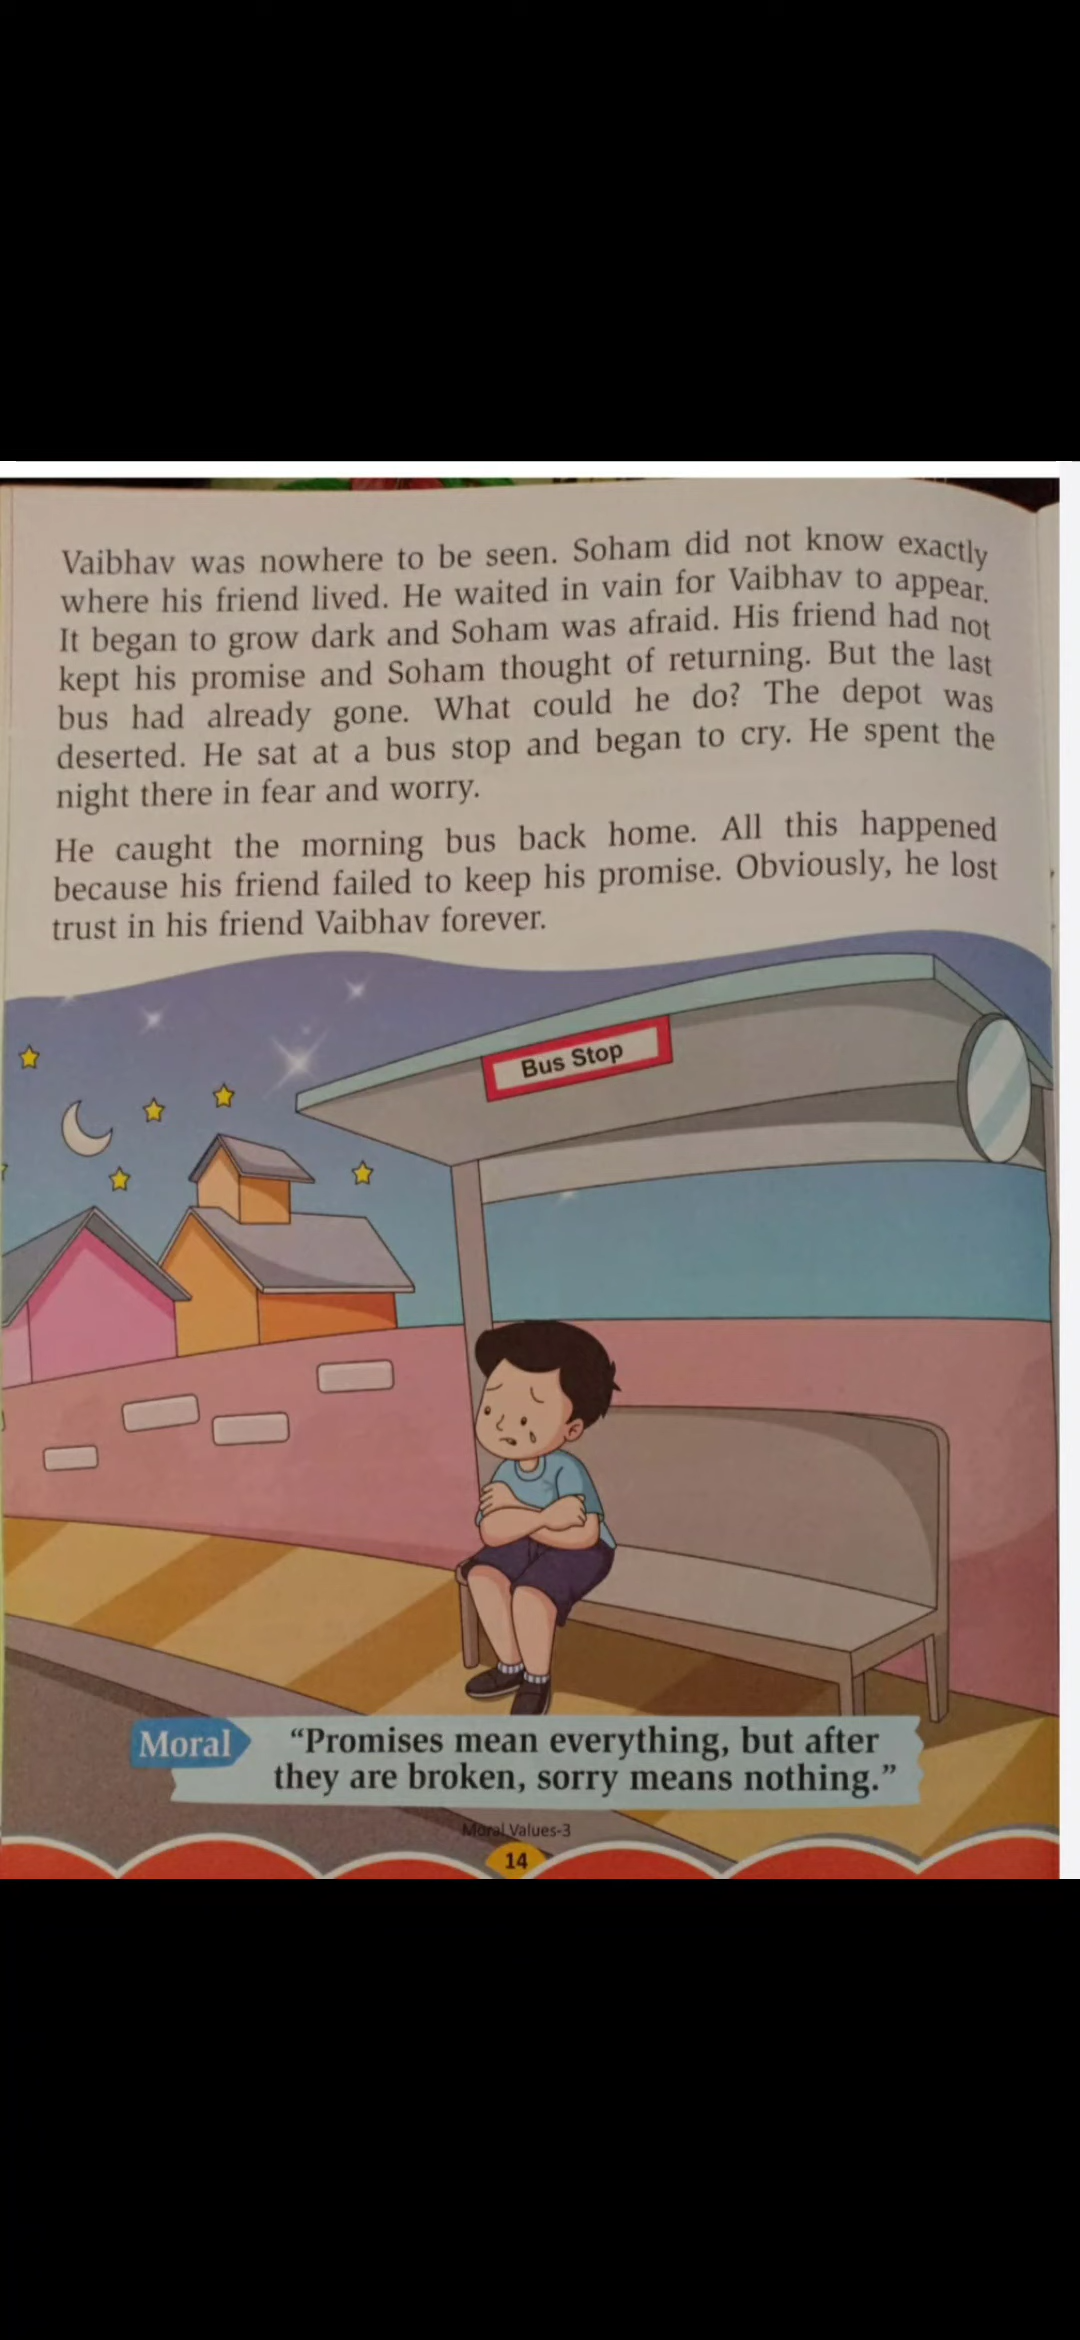 Vaibhav was nowhere to be seen. Soham did not know exactly
where his friend lived. He waited in vain for Vaibhav to appear.
It began to grow dark and Soham was afraid. His friend had not
kept his promise and Soham thought of returning. But the last
bus had already gone. What could he do? The depot was
deserted. He sat at a bus stop and began to cry. He spent the
night there in fear and worry.
He caught the morning bus back home. All this happened
because his friend failed to keep his promise. Obviously, he lost
trust in his friend Vaibhav forever.
Bus Stop
Moral
“Promises mean everything, but after
they are broken, sorry means nothing.”
Moral Values-3
14